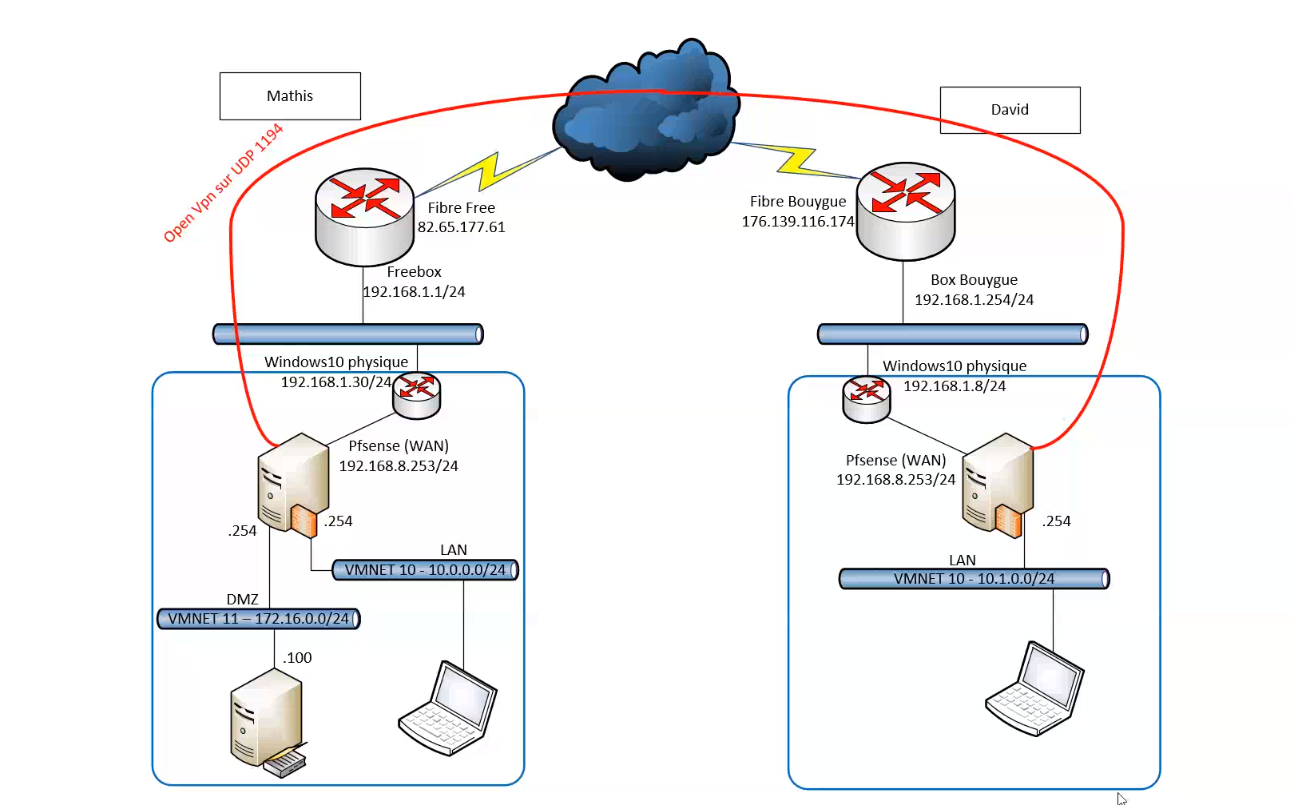 Mathis
David
Open Vpn sur UDP 1194
Fibre Free
82.65.177.61
Fibre Bouygue
176.139.116.174
Freebox
192.168.1.1/24
Box Bouygue
192.168.1.254/24
Windows10 physique
192.168.1.30/24
Windows10 physique
192.168.1.8/24
Pfsense (WAN)
192.168.8.253/24
Pfsense (WAN)
192.168.8.253/24
.254
.254
.254
LAN
VMNET 10 - 10.0.0.0/24
LAN
VMNET 10 - 10.1.0.0/24
DMZ
VMNET 11 – 172.16.0.0/24
.100